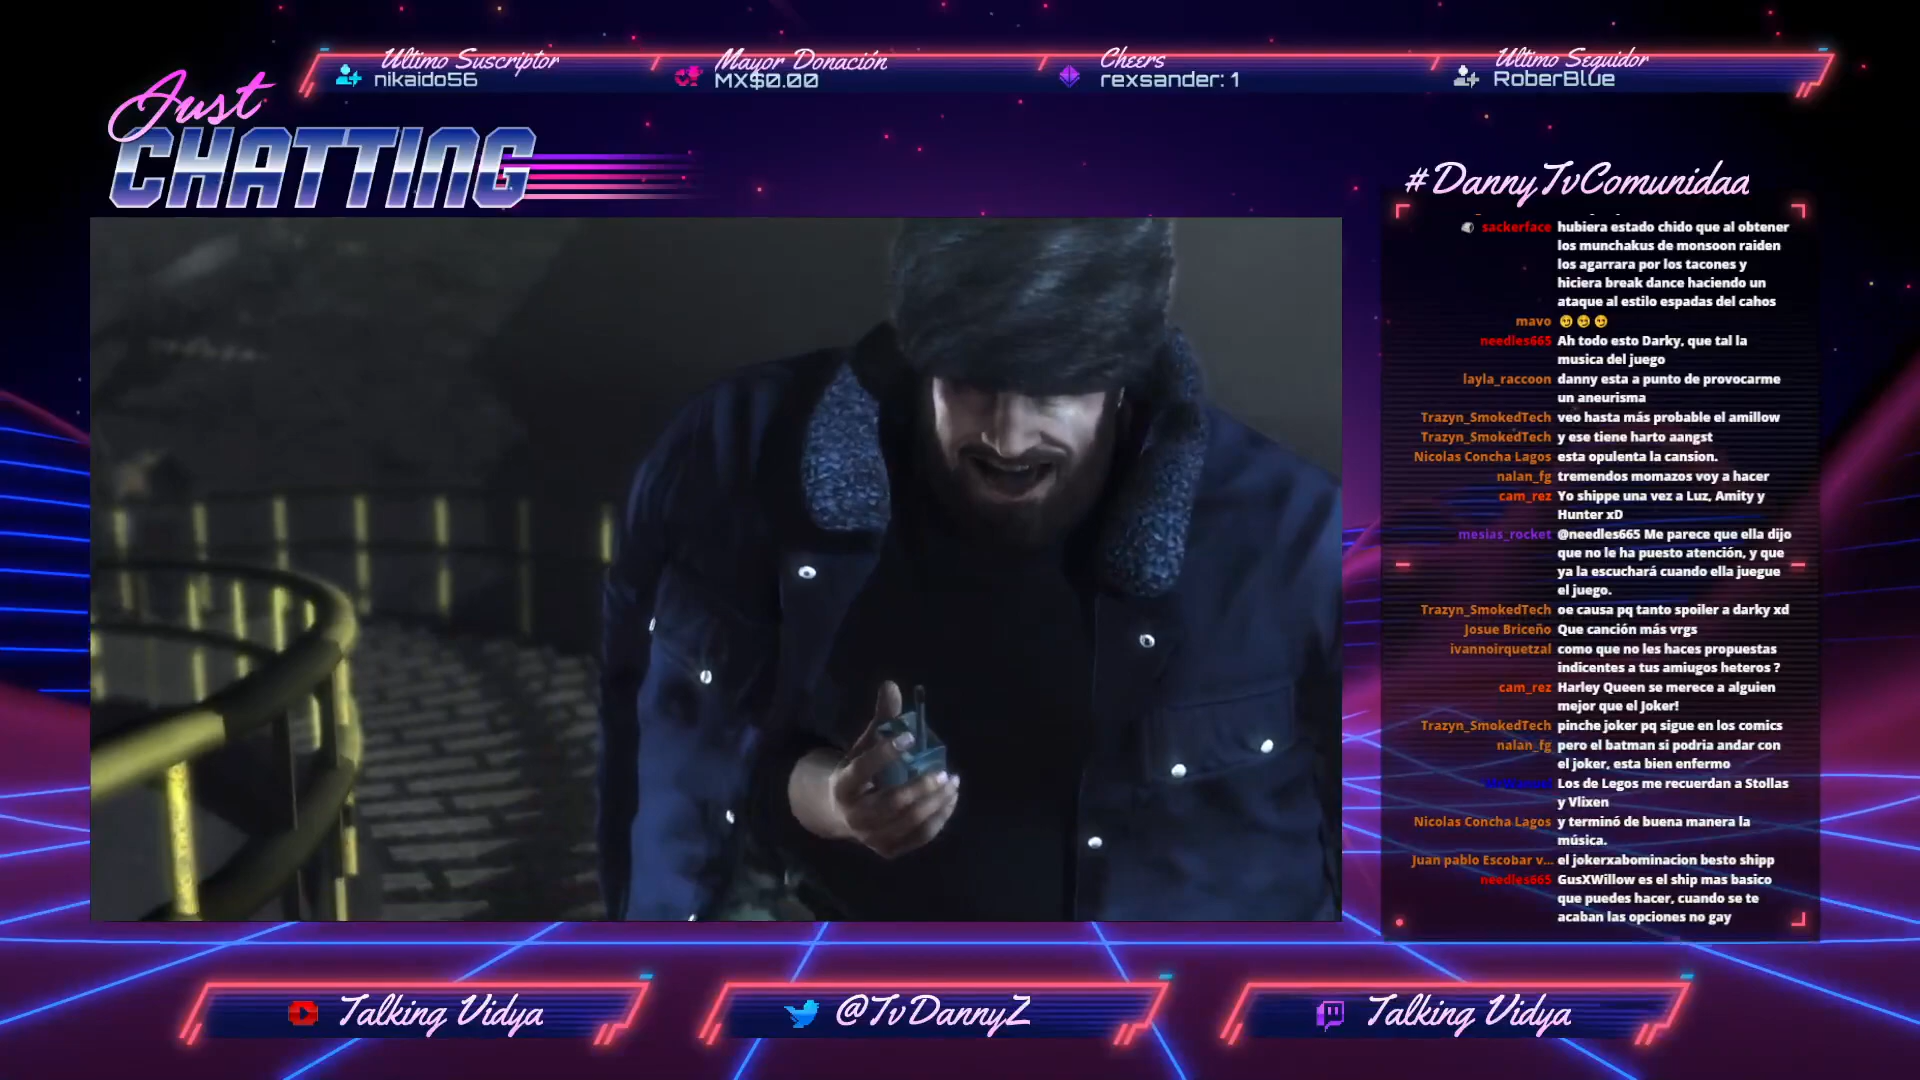 Ultimo Suscriptor
nikaido56
Mayor Donación
MX$0.00
Cheers
rexsander: 1
Ultimo Seguidor
RoberBlue
Just
CHATTING
#DannyTvComunidad
sackerface hubiera estado chido que al obtener
los munchakus de monsoon raiden
los agarrara por los tacones y
hiciera break dance haciendo un
ataque al estilo espadas del cahos
mavo
needles665 Ah todo esto Darky, que tal la
musica del juego
layla_raccoon danny esta a punto de provocarme
un aneurisma
Trazyn_SmokedTech veo hasta más probable el amillow
Trazyn_SmokedTech y ese tiene harto aangst
Nicolas Concha Lagos esta opulenta la cansion.
nalan_fg tremendos momazos voy a hacer
cam_rez Yo shippe una vez a Luz, Amity y
Hunter xD
mesias_rocket @needles665 Me parece que ella dijo
que no le ha puesto atención, y que
ya la escuchará cuando ella juegue
el juego.
Trazyn_SmokedTech oe causa pq tanto spoiler a darky xd
Josue Briceño Que canción más vrgs
ivannoirquetzal como que no les haces propuestas
indicentes a tus amiugos heteros ?
cam_rez Harley Queen se merece a alguien
mejor que el Joker!
Trazyn_SmokedTech pinche joker pq sigue en los comics
nalan_fg pero el batman si podria andar con
el joker, esta bien enfermo
Los de Legos me recuerdan a Stollas
y Vlixen
Nicolas Concha Lagos y terminó de buena manera la
música.
Juan pablo Escobar v... el jokerxabominacion besto shipp
needles665 GusXWillow es el ship mas basico
que puedes hacer, cuando se te
acaban las opciones no gay
Talking Vidya
@TvDannyZ
Talking Vidya